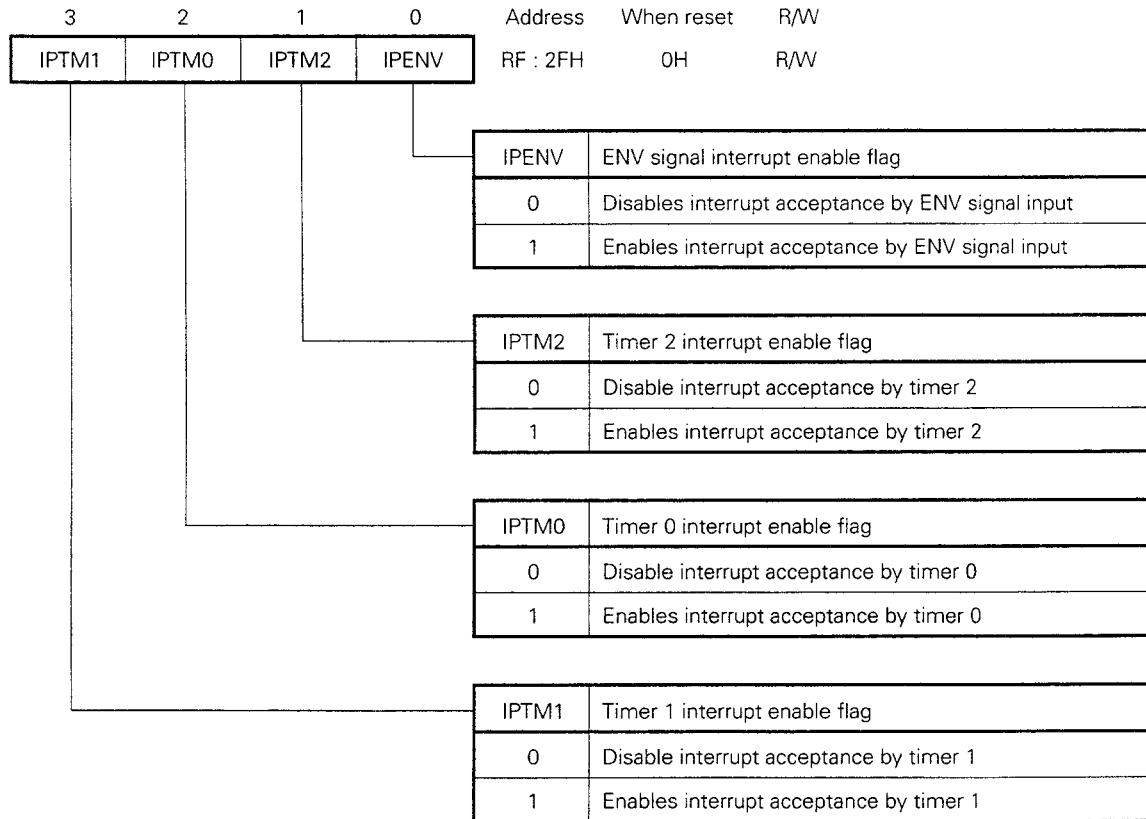 3 2 1 0 Address When reset R/W
IPTM1 IPTM0 IPTM2 IPENV RF : 2FH 0H R/W
IPENV ENV signal interrupt enable flag
0 Disables interrupt acceptance by ENV signal input
1 Enables interrupt acceptance by ENV signal input
IPTM2 Timer 2 interrupt enable flag
0 Disable interrupt acceptance by timer 2
1 Enables interrupt acceptance by timer 2
IPTM0 Timer 0 interrupt enable flag
0 Disable interrupt acceptance by timer 0
1 Enables interrupt acceptance by timer 0
IPTM1 Timer 1 interrupt enable flag
0 Disable interrupt acceptance by timer 1
1 Enables interrupt acceptance by timer 1